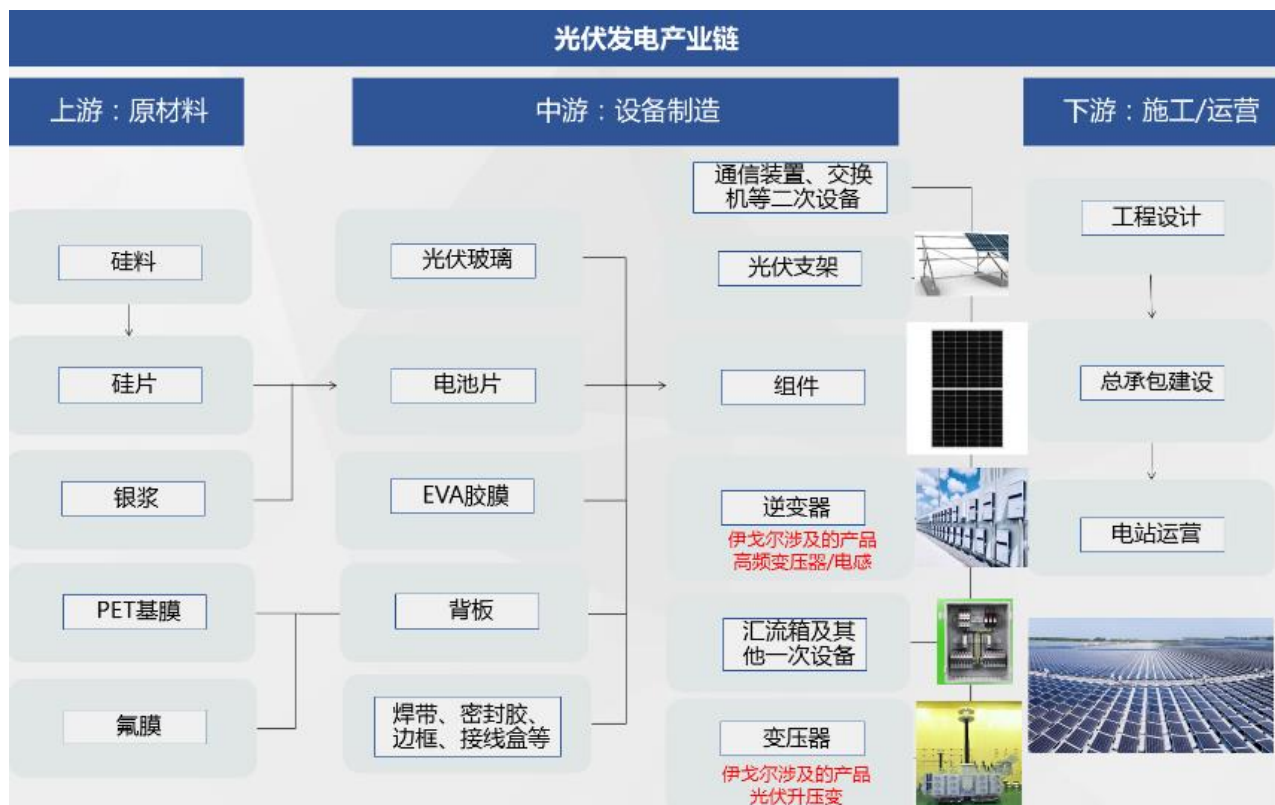 光伏发电产业链
上游：原材料
中游：设备制造
下游：施工/运营
硅料
硅片
银浆
PET基膜
氟膜
光伏玻璃
电池片
EVA胶膜
背板
焊带、密封胶、
边框、接线盒等
通信装置、交换
机等二次设备
光伏支架
组件
逆变器
伊戈尔涉及的产品
高频变压器/电感
汇流箱及其
他一次设备
变压器
伊戈尔涉及的产品
光伏升压变
工程设计
总承包建设
电站运营